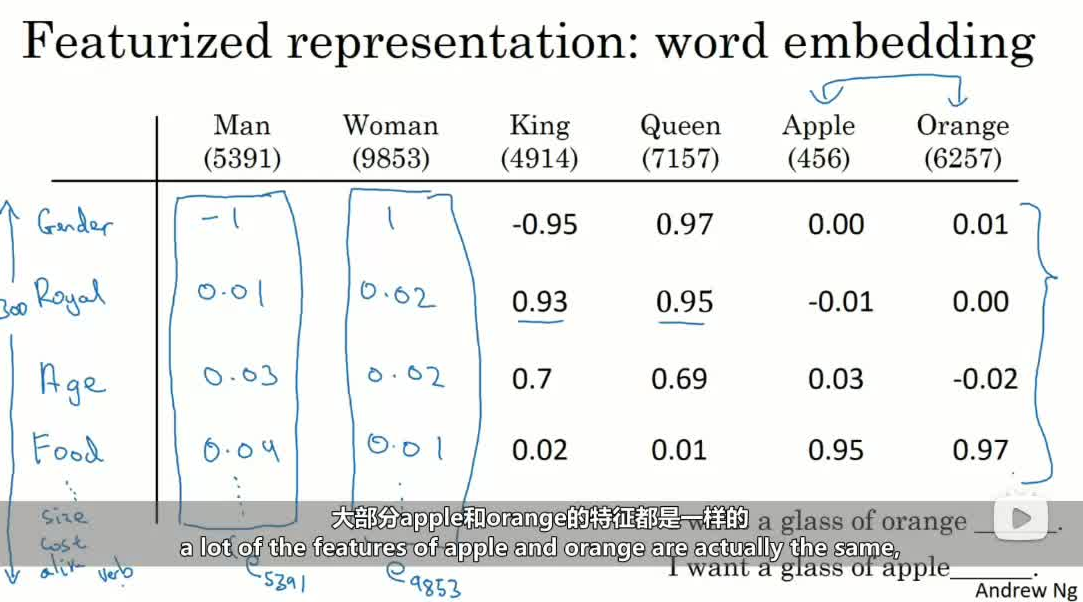 Featurized representation: word embedding
Man Woman King Queen Apple Orange
(5391) (9853) (4914) (7157) (456) (6257)
Gender -1 1 -0.95 0.97 0.00 0.01
300 Royal 0.01 0.02 0.93 0.95 -0.01 0.00
Age 0.03 0.02 0.7 0.69 0.03 -0.02
Food 0.04 0.01 0.02 0.01 0.95 0.97
size
cost
alive verb
e5391 e9853
I want a glass of orange ______.
I want a glass of apple______.
大部分apple和orange的特征都是一样的
a lot of the features of apple and orange are actually the same,
Andrew Ng